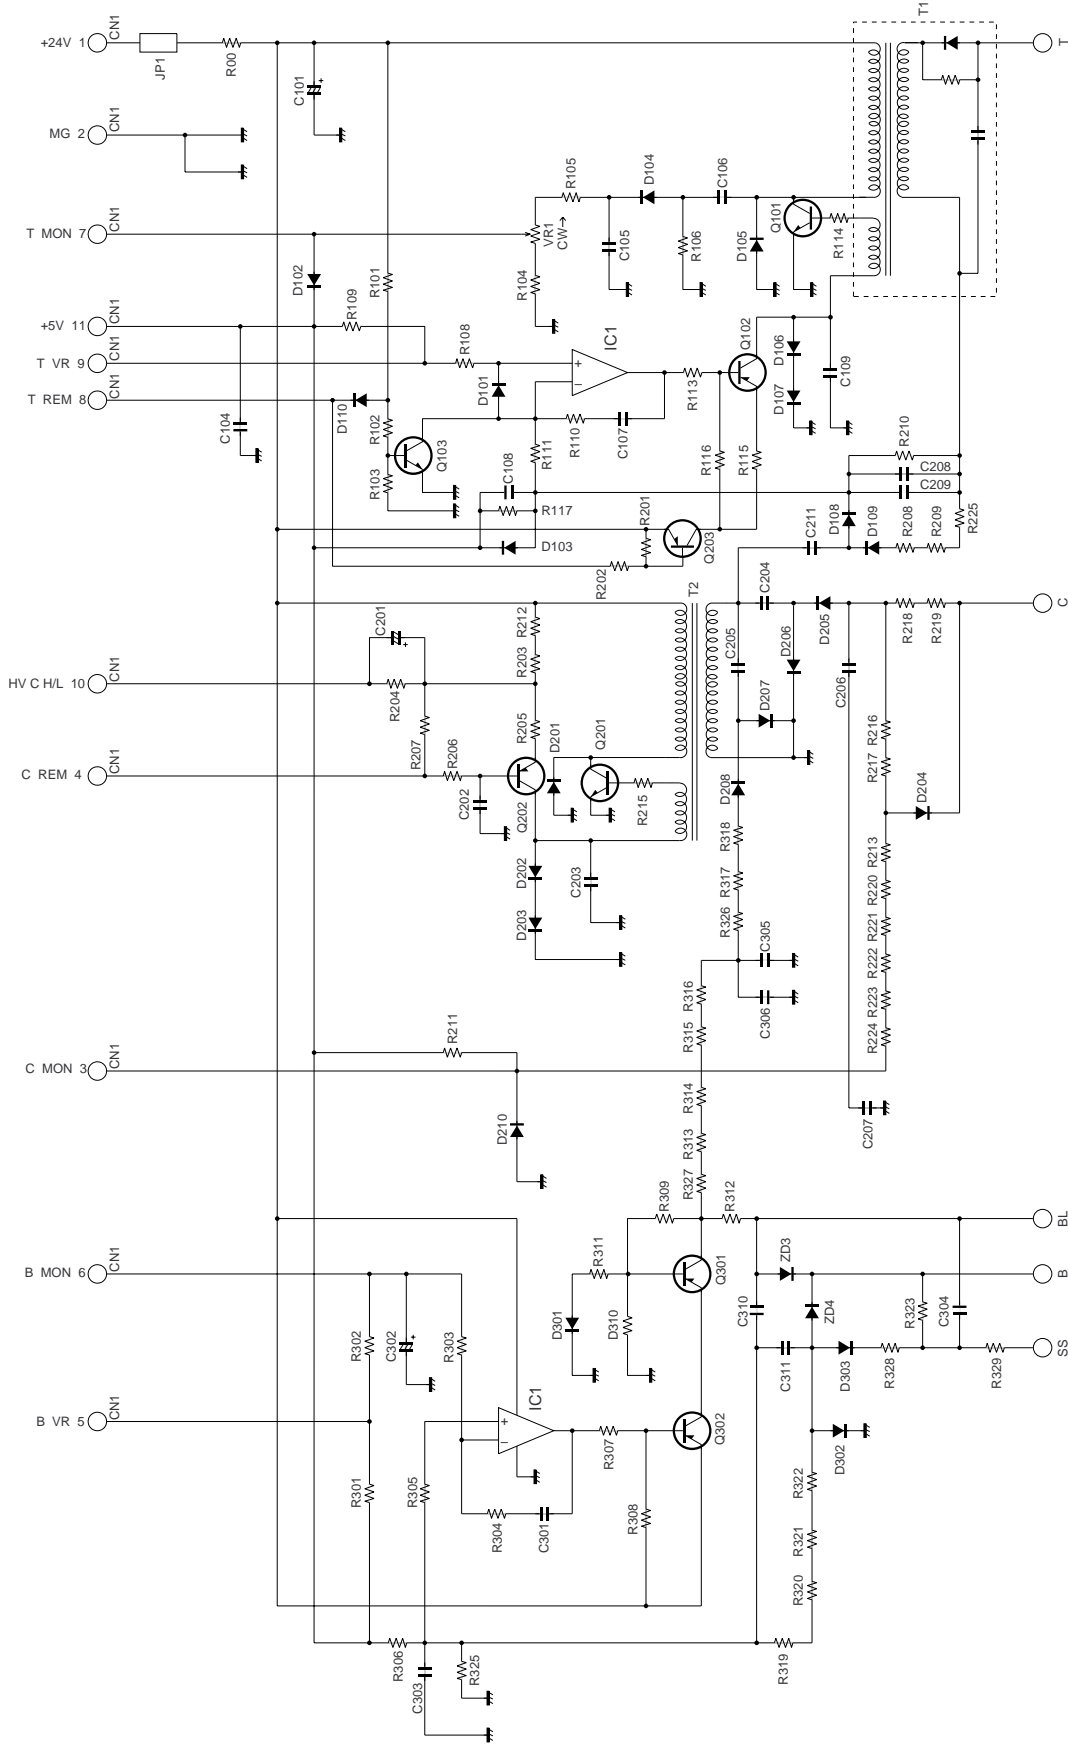 T1
+24V 1
CN1
JP1
R00
C101
T
MG 2
CN1
R105
D104
C106
T MON 7
CN1
VR1
CW→
C105
R106
D105
Q101
R114
D102
R101
R104
+5V 11
CN1
R109
T VR 9
CN1
R108
IC1
+
−
Q102
D106
C109
T REM 8
CN1
D110
D101
R113
D107
C104
R102
R103
Q103
R110
C107
R111
R116
R115
R210
C108
C208
C209
R117
R201
C211
D108
D109
R208
R209
R225
D103
R202
Q203
T2
C201
R212
C204
C
R203
C205
D206
D205
R218
R219
HV C H/L 10
CN1
R204
D207
C206
R207
R205
D201
Q201
R216
C REM 4
CN1
R206
R217
C202
Q202
R215
D208
D204
R318
R213
D202
C203
R317
R220
D203
R326
R221
C305
R222
R316
C306
R223
R211
R315
R224
C MON 3
CN1
R314
D210
C207
R313
R327
R309
R312
BL
B MON 6
CN1
R311
Q301
ZD3
B
R302
C302
R303
D301
D310
C310
ZD4
R323
C304
C311
D303
R328
R329
SS
B VR 5
CN1
IC1
+
−
R307
Q302
D302
R301
R305
R322
R304
C301
R308
R321
R320
R306
C303
R325
R319